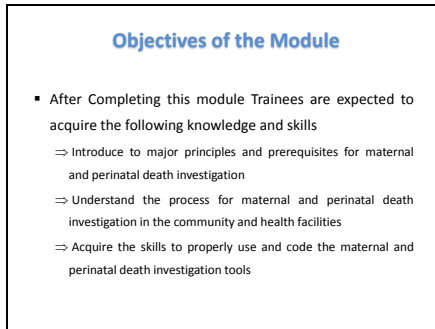 Objectives of the Module
▪ After Completing this module Trainees are expected to
acquire the following knowledge and skills
⇒ Introduce to major principles and prerequisites for maternal
and perinatal death investigation
⇒ Understand the process for maternal and perinatal death
investigation in the community and health facilities
⇒ Acquire the skills to properly use and code the maternal and
perinatal death investigation tools